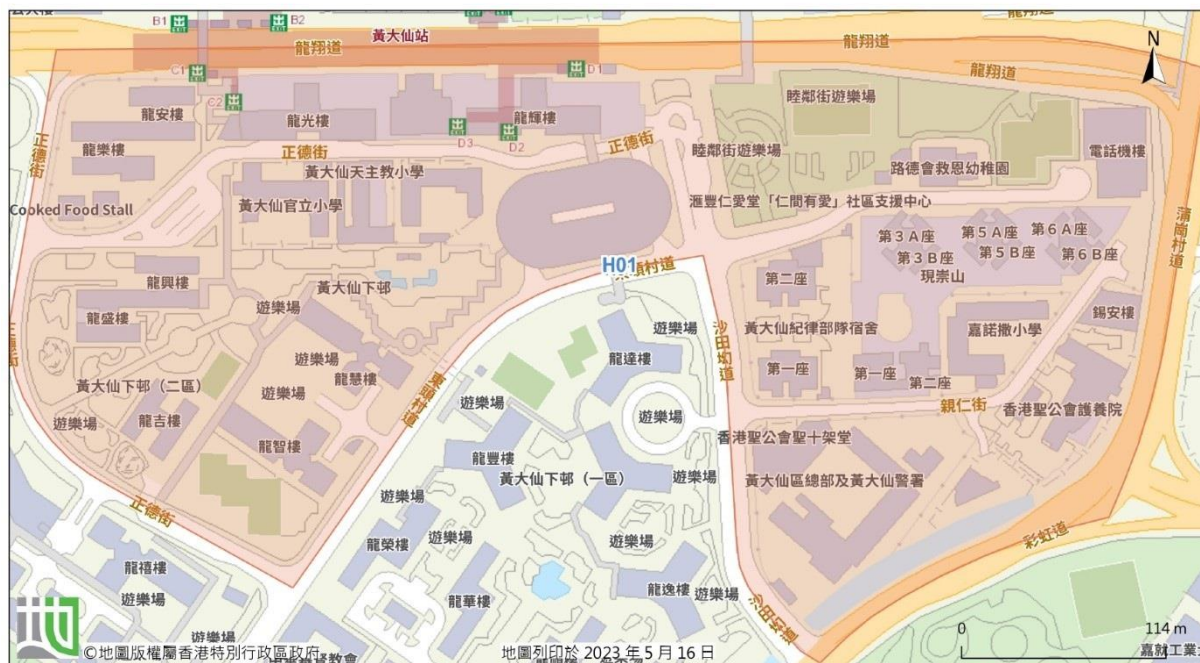 B1
B2
黃大仙站
龍翔道
龍翔道
龍翔道
N
C1
D1
C2
睦鄰街遊樂場
龍安樓
龍光樓
龍輝樓
D3
D2
正德街
龍樂樓
正德街
睦鄰街遊樂場
電話機樓
黃大仙天主教小學
路德會救恩幼稚園
Cooked Food Stall
黃大仙官立小學
滙豐仁愛堂「仁間有愛」社區支援中心
蒲崗村道
第3A座
第5A座
第6A座
第3B座
第5B座
第6B座
現崇山
H01
龍興樓
黃大仙下邨
第二座
錫安樓
龍盛樓
遊樂場
遊樂場
沙田坳道
黃大仙紀律部隊宿舍
嘉諾撒小學
遊樂場
龍達樓
黃大仙下邨（二區）
遊樂場
龍慧樓
東頭村道
第一座
第一座
第二座
遊樂場
遊樂場
遊樂場
親仁街
龍吉樓
香港聖公會護養院
龍智樓
香港聖公會聖十架堂
龍豐樓
黃大仙下邨（一區）
遊樂場
黃大仙區總部及黃大仙警署
正德街
遊樂場
遊樂場
遊樂場
龍榮樓
彩虹道
龍禧樓
龍逸樓
遊樂場
遊樂場
龍華樓
沙田坳道
0
114 m
©地圖版權屬香港特別行政區政府
地圖列印於 2023 年 5 月 16 日